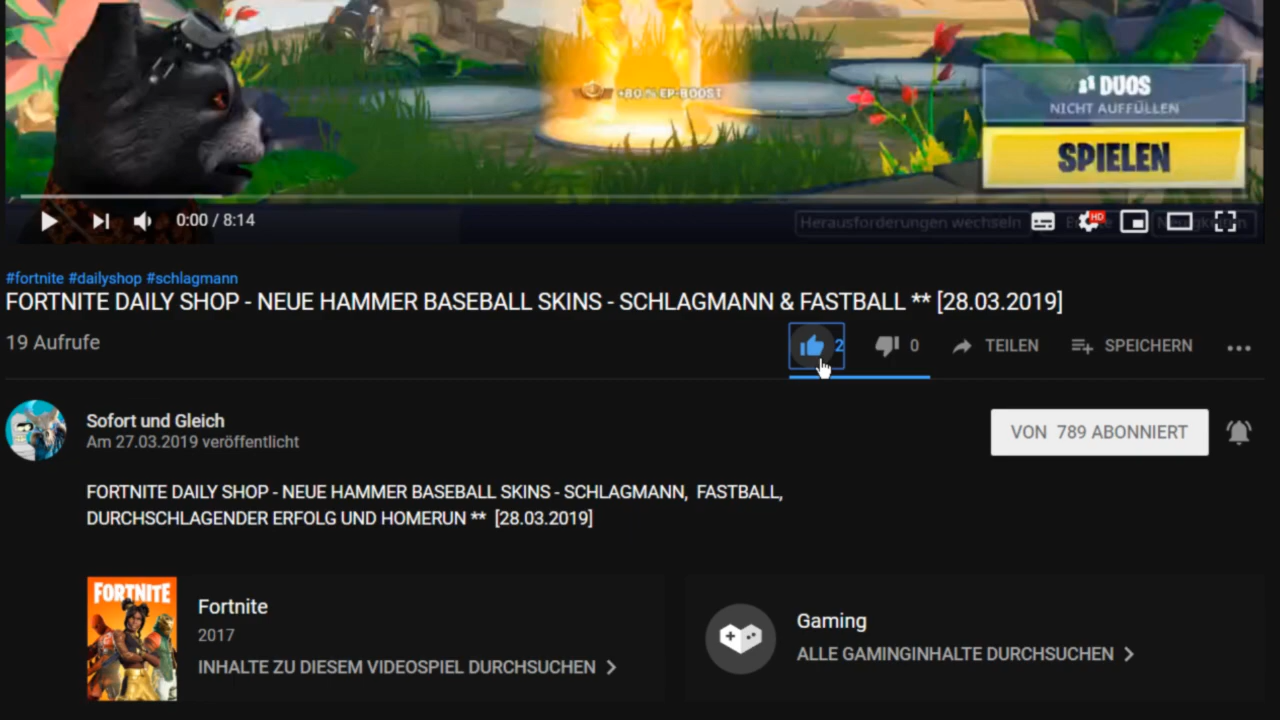 +80 % EP-BOOST
DUOS
NICHT AUFFÜLLEN
SPIELEN
0:00 / 8:14
Herausforderungen wechseln
HD
#fortnite #dailyshop #schlagmann
FORTNITE DAILY SHOP - NEUE HAMMER BASEBALL SKINS - SCHLAGMANN & FASTBALL ** [28.03.2019]
19 Aufrufe
2
0
TEILEN
SPEICHERN
Sofort und Gleich
Am 27.03.2019 veröffentlicht
VON 789 ABONNIERT
FORTNITE DAILY SHOP - NEUE HAMMER BASEBALL SKINS - SCHLAGMANN, FASTBALL,
DURCHSCHLAGENDER ERFOLG UND HOMERUN ** [28.03.2019]
FORTNITE
Fortnite
2017
INHALTE ZU DIESEM VIDEOSPIEL DURCHSUCHEN
Gaming
ALLE GAMINGINHALTE DURCHSUCHEN